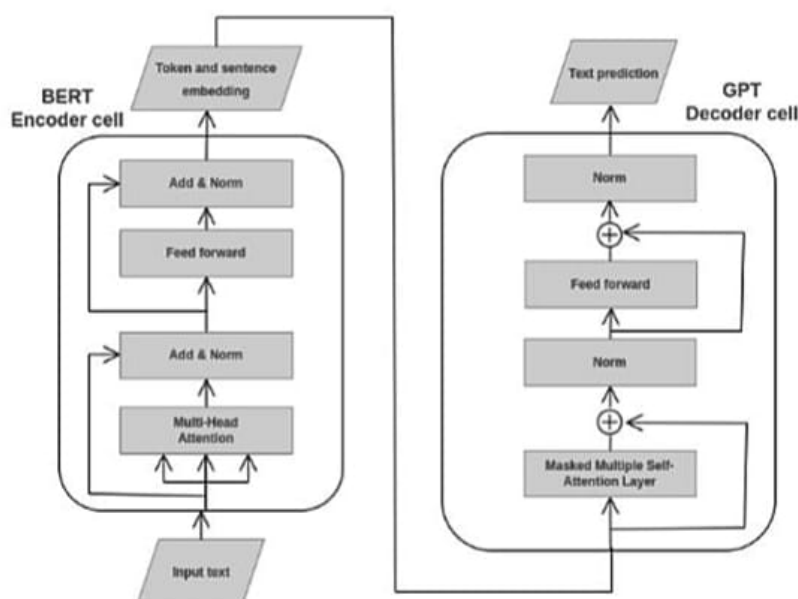 BERT
Encoder cell
Token and sentence
embedding
Add & Norm
Feed forward
Add & Norm
Multi-Head
Attention
Input text
GPT
Decoder cell
Text prediction
Norm
Feed forward
Norm
Masked Multiple Self-
Attention Layer